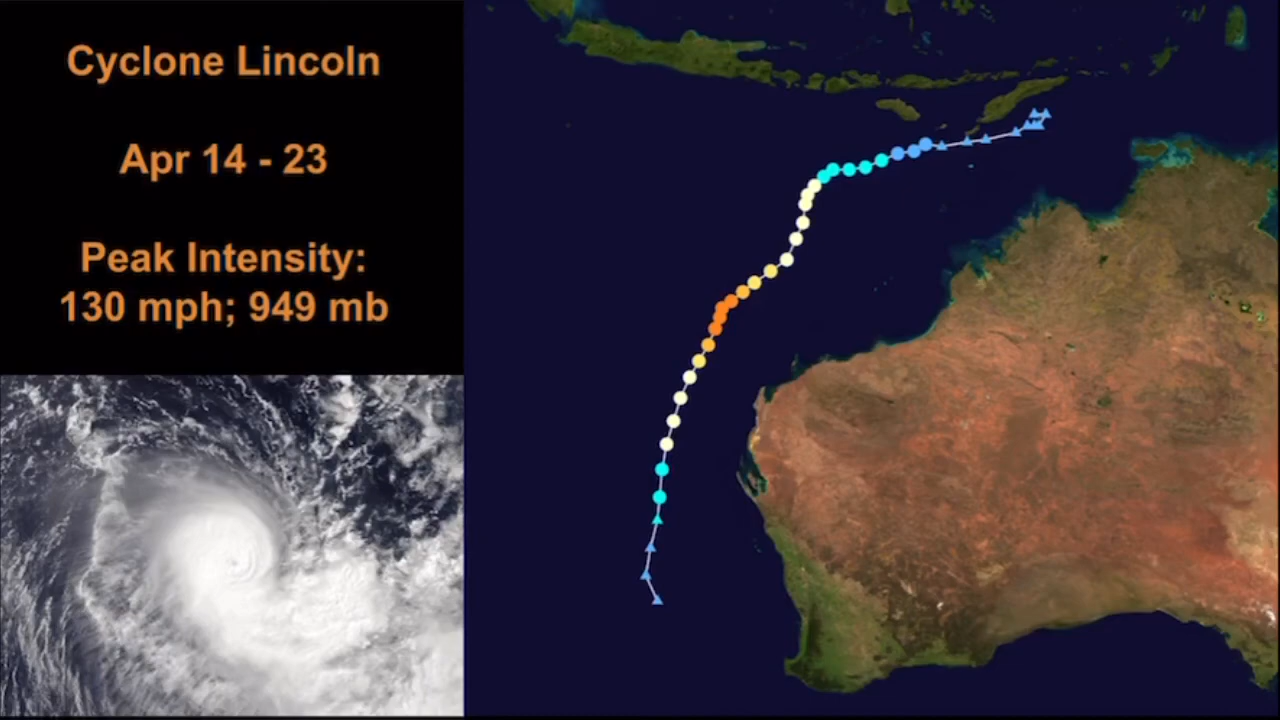 Cyclone Lincoln
Apr 14 - 23
Peak Intensity:
130 mph; 949 mb